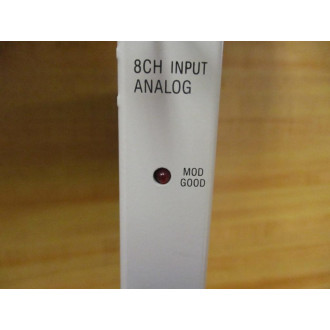 8CH INPUT
ANALOG
MOD
GOOD